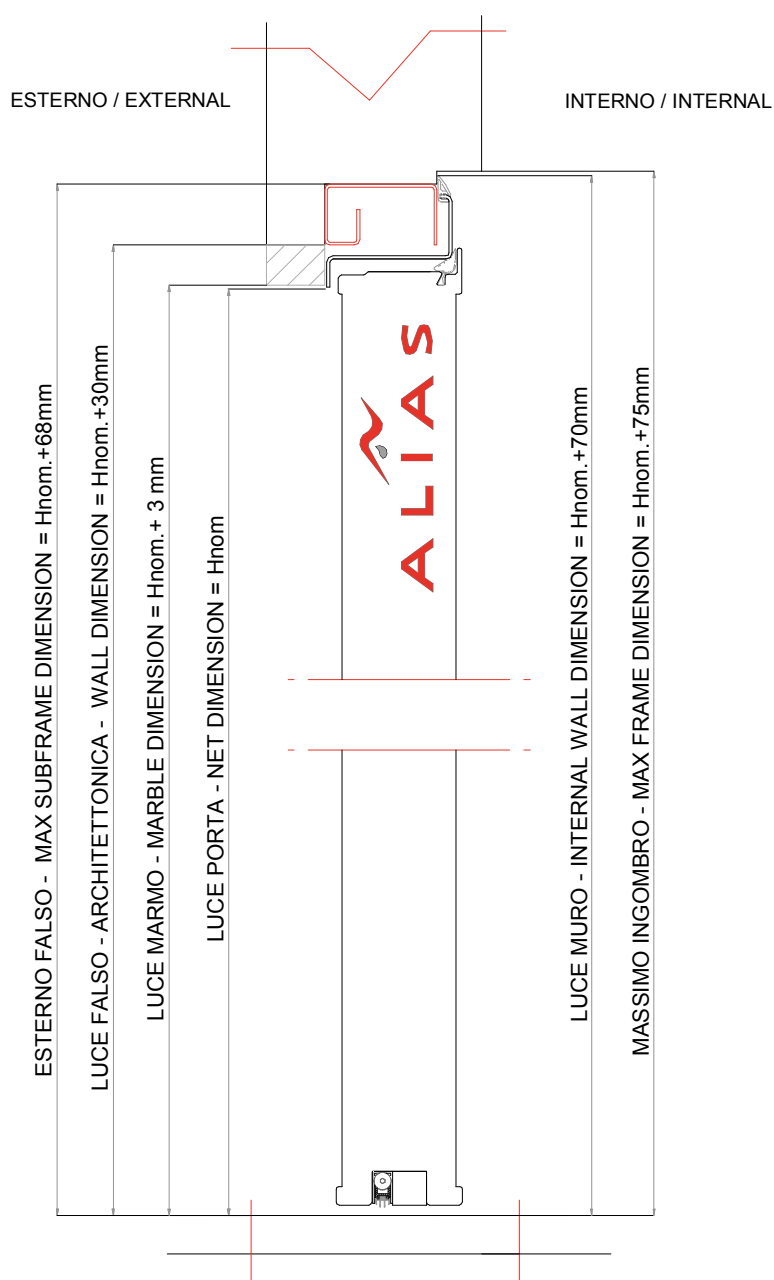 ESTERNO / EXTERNAL
INTERNO / INTERNAL
ESTERNO FALSO - MAX SUBFRAME DIMENSION = Hnom.+68mm
LUCE FALSO - ARCHITETTONICA - WALL DIMENSION = Hnom.+30mm
LUCE MARMO - MARBLE DIMENSION = Hnom.+ 3 mm
LUCE PORTA - NET DIMENSION = Hnom
ALIAS
LUCE MURO - INTERNAL WALL DIMENSION = Hnom.+70mm
MASSIMO INGOMBRO - MAX FRAME DIMENSION = Hnom.+75mm